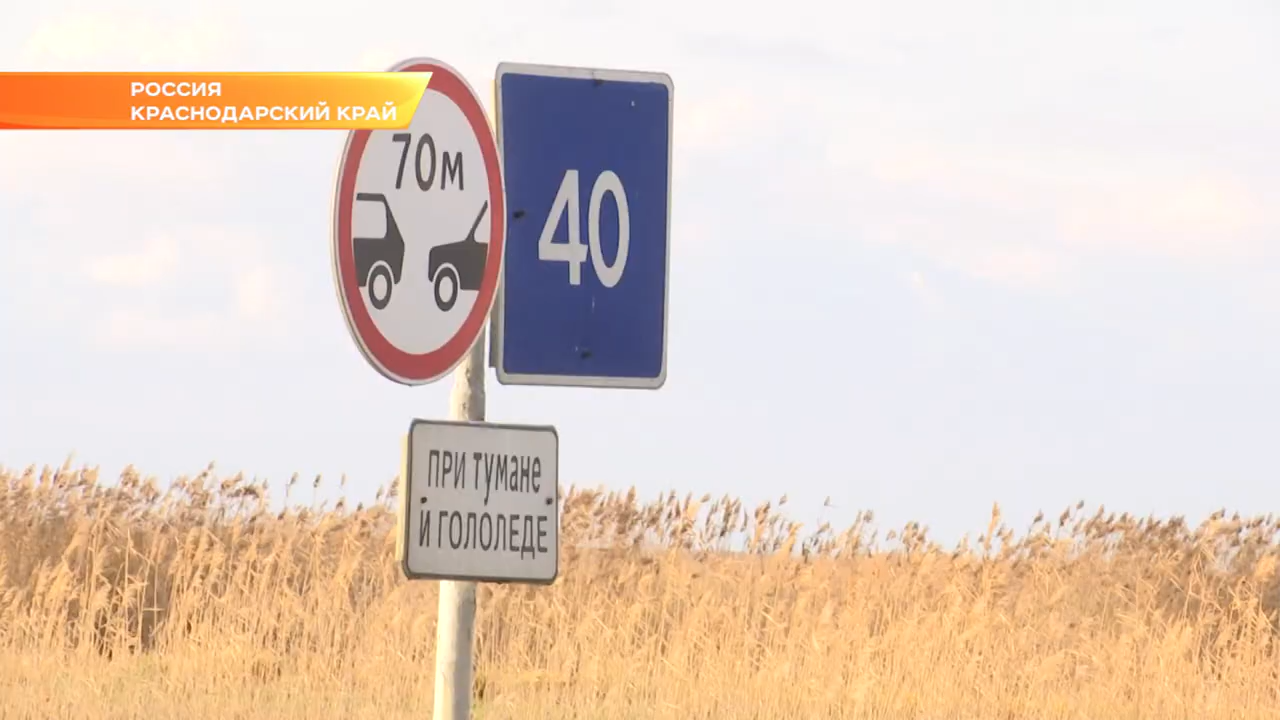 РОССИЯ
КРАСНОДАРСКИЙ КРАЙ
70м
40
ПРИ ТУМАНЕ
И ГОЛОЛЕДЕ